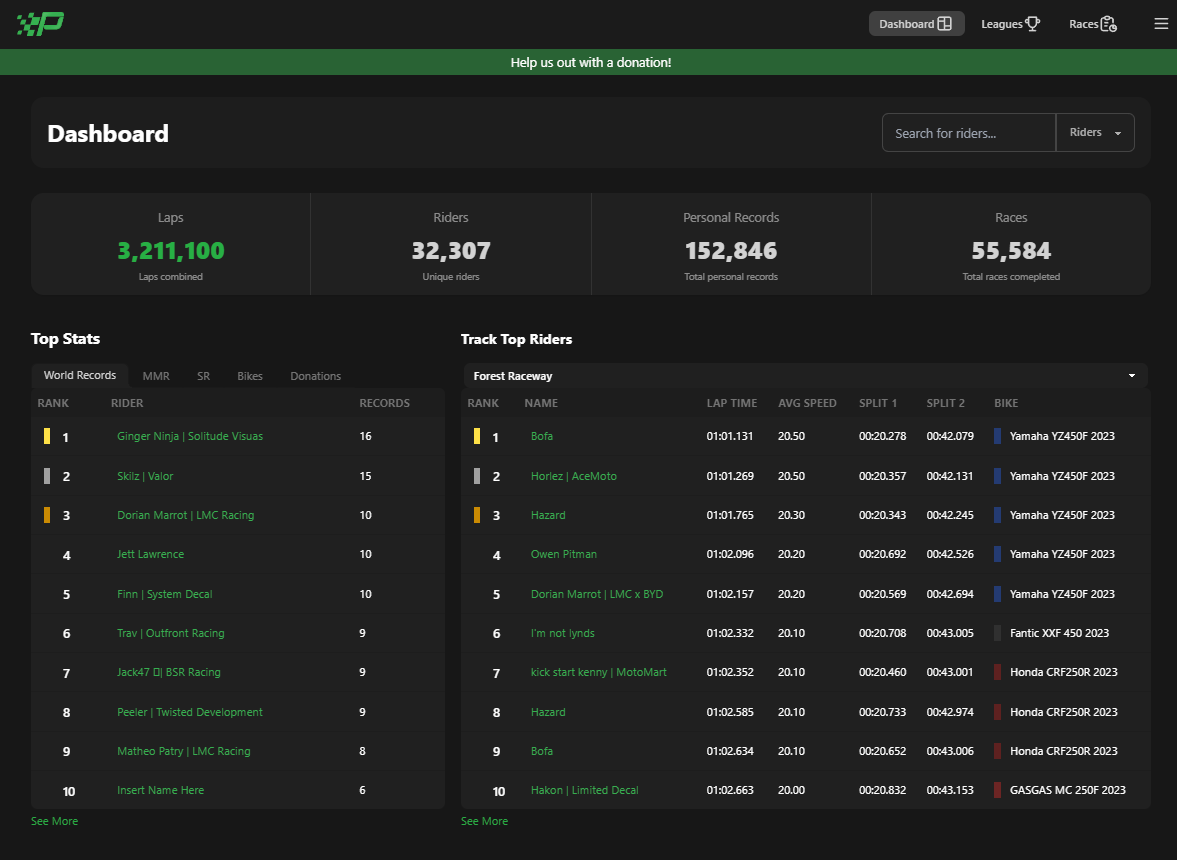 Dashboard Leagues Races
Help us out with a donation!
Dashboard
Search for riders... Riders
Laps
3,211,100
Laps combined
Riders
32,307
Unique riders
Personal Records
152,846
Total personal records
Races
55,584
Total races comepleted
Top Stats
World Records MMR SR Bikes Donations
RANK RIDER RECORDS
1 Ginger Ninja | Solitude Visuas 16
2 Skilz | Valor 15
3 Dorian Marrot | LMC Racing 10
4 Jett Lawrence 10
5 Finn | System Decal 10
6 Trav | Outfront Racing 9
7 Jack47 | BSR Racing 9
8 Peeler | Twisted Development 9
9 Matheo Patry | LMC Racing 8
10 Insert Name Here 6
See More
Track Top Riders
Forest Raceway
RANK NAME LAP TIME AVG SPEED SPLIT 1 SPLIT 2 BIKE
1 Bofa 01:01.131 20.50 00:20.278 00:42.079 Yamaha YZ450F 2023
2 Horlez | AceMoto 01:01.269 20.50 00:20.357 00:42.131 Yamaha YZ450F 2023
3 Hazard 01:01.765 20.30 00:20.343 00:42.245 Yamaha YZ450F 2023
4 Owen Pitman 01:02.096 20.20 00:20.692 00:42.526 Yamaha YZ450F 2023
5 Dorian Marrot | LMC x BYD 01:02.157 20.20 00:20.569 00:42.694 Yamaha YZ450F 2023
6 I'm not lynds 01:02.332 20.10 00:20.708 00:43.005 Fantic XXF 450 2023
7 kick start kenny | MotoMart 01:02.352 20.10 00:20.460 00:43.001 Honda CRF250R 2023
8 Hazard 01:02.585 20.10 00:20.733 00:42.974 Honda CRF250R 2023
9 Bofa 01:02.634 20.10 00:20.652 00:43.006 Honda CRF250R 2023
10 Hakon | Limited Decal 01:02.663 20.00 00:20.832 00:43.153 GASGAS MC 250F 2023
See More